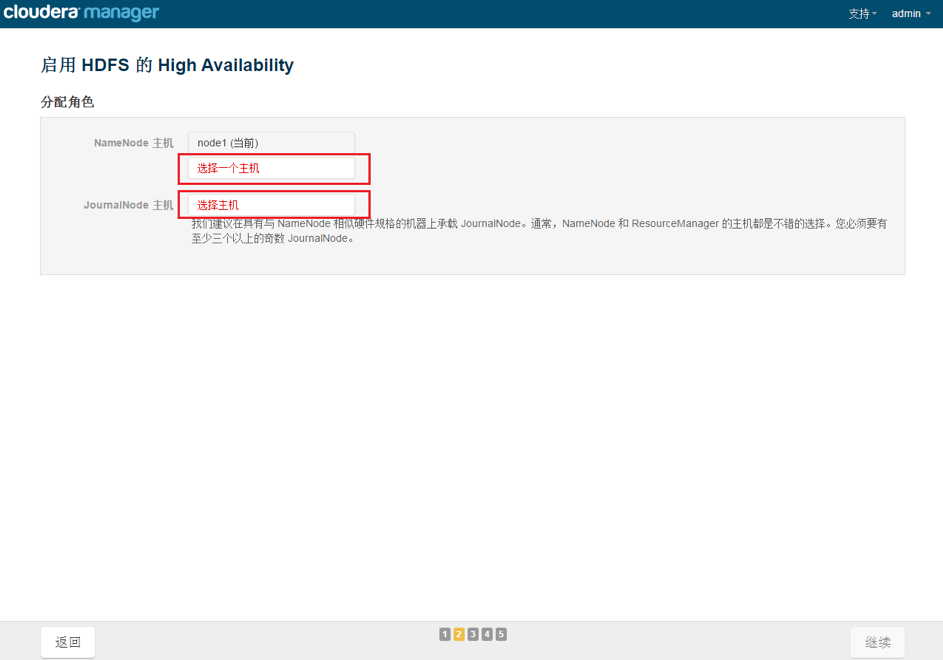 cloudera manager 支持 admin
启用 HDFS 的 High Availability
分配角色
NameNode 主机 node1 (当前)
选择一个主机
JournalNode 主机 选择主机
我们建议在具有与 NameNode 相似硬件规格的机器上承载 JournalNode。通常，NameNode 和 ResourceManager 的主机都是不错的选择。您必须要有
至少三个以上的奇数 JournalNode。
返回 1 2 3 4 5 继续